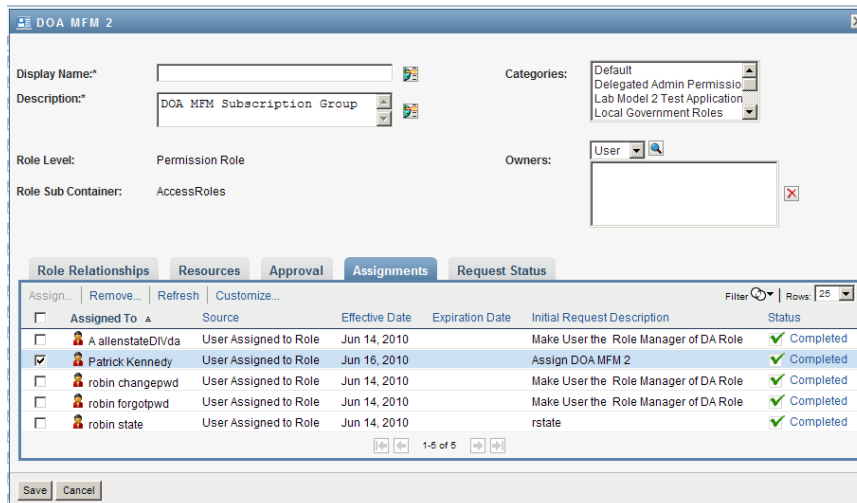 DOA MFM 2
Display Name:*
Description:*
DOA MFM Subscription Group
Categories:
Default
Delegated Admin Permissio
Lab Model 2 Test Application
Local Government Roles
Role Level:
Permission Role
Owners:
User
Role Sub Container:
AccessRoles
Role Relationships Resources Approval Assignments Request Status
Assign... Remove... Refresh Customize... Filter Rows: 25
Assigned To Source Effective Date Expiration Date Initial Request Description Status
A allenstateDIVda User Assigned to Role Jun 14, 2010 Make User the Role Manager of DA Role Completed
Patrick Kennedy User Assigned to Role Jun 16, 2010 Assign DOA MFM 2 Completed
robin changepwd User Assigned to Role Jun 14, 2010 Make User the Role Manager of DA Role Completed
robin forgotpwd User Assigned to Role Jun 14, 2010 Make User the Role Manager of DA Role Completed
robin state User Assigned to Role Jun 14, 2010 rstate Completed
1-5 of 5
Save Cancel